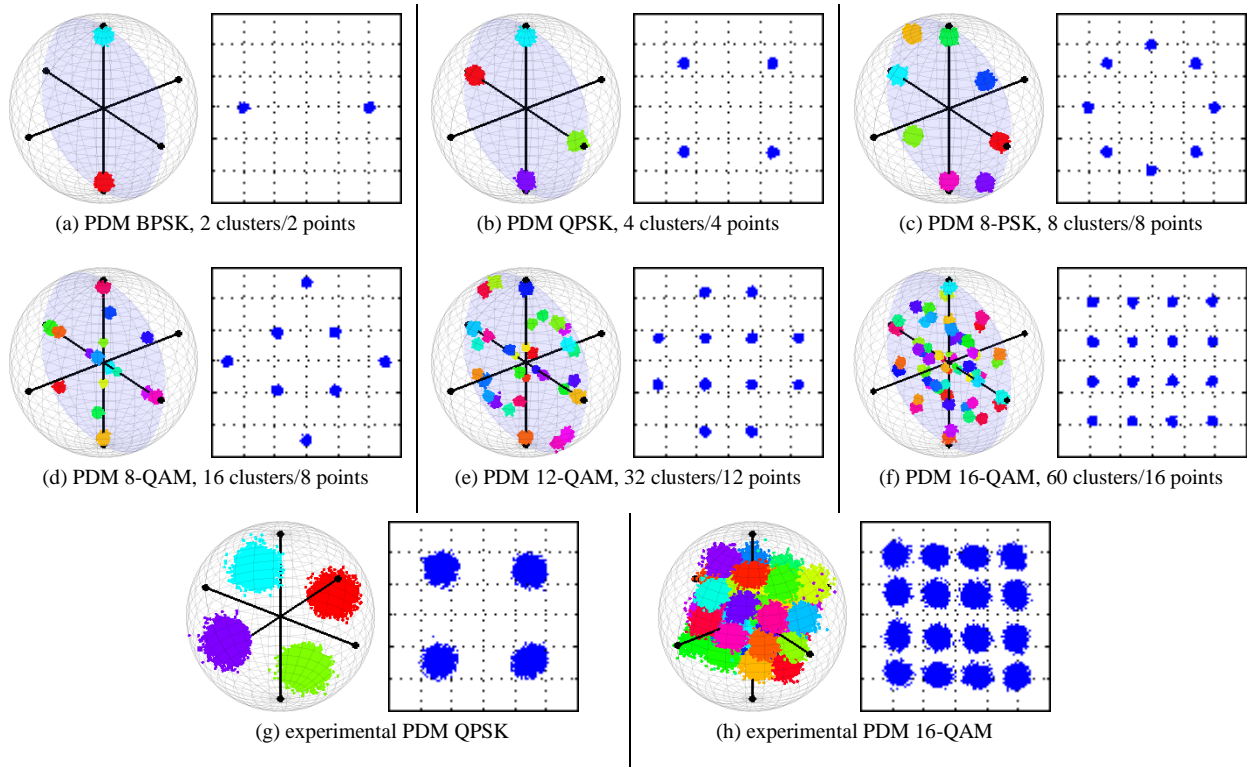 (a) PDM BPSK, 2 clusters/2 points
(b) PDM QPSK, 4 clusters/4 points
(c) PDM 8-PSK, 8 clusters/8 points
(d) PDM 8-QAM, 16 clusters/8 points
(e) PDM 12-QAM, 32 clusters/12 points
(f) PDM 16-QAM, 60 clusters/16 points
(g) experimental PDM QPSK
(h) experimental PDM 16-QAM